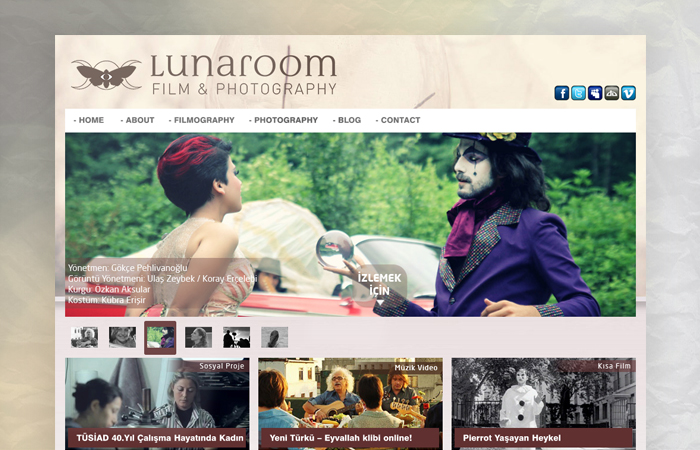 LUNAROOM
FILM & PHOTOGRAPHY
- HOME - ABOUT - FILMOGRAPHY - PHOTOGRAPHY - BLOG - CONTACT
Yönetmen: Gökçe Pehlivanoğlu
Görüntü Yönetmeni: Ulaş Zeybek / Koray Erçeleni
Kurgu: Özkan Aksular
Kostüm: Kübra Erişir
İZLEMEK
İÇİN
Sosyal Proje
Müzik Video
Kısa Film
TÜSİAD 40.Yıl Çalışma Hayatında Kadın
Yeni Türkü – Eyvallah klibi online!
Pierrot Yaşayan Heykel